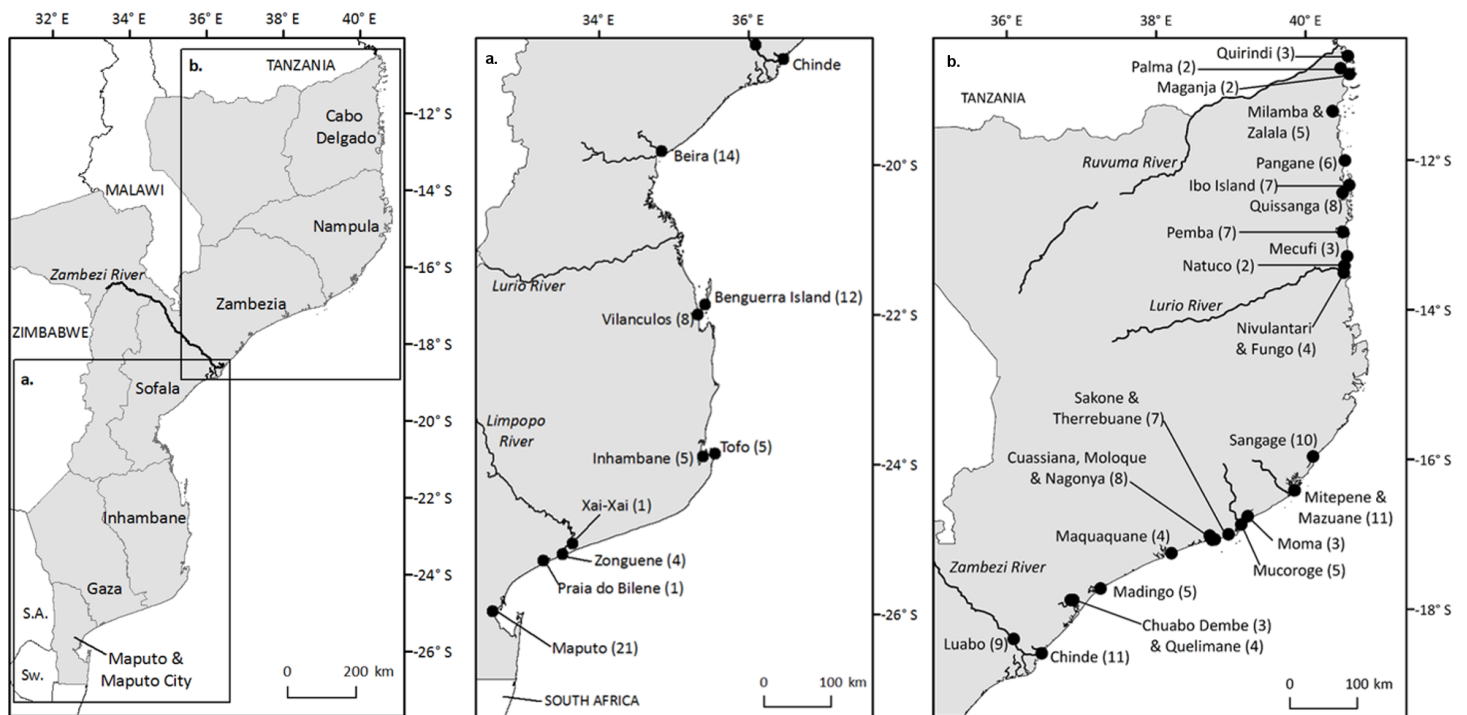 32° E 34° E 36° E 38° E 40° E
b.
TANZANIA
Cabo
Delgado
-12° S
MALAWI
-14° S
Nampula
-16° S
Zambezi River
Zambezia
ZIMBABWE
-18° S
a.
Sofala
-20° S
-22° S
Inhambane
-24° S
Gaza
S.A.
-26° S
Maputo &
Maputo City
Sw.
0 200 km
34° E 36° E
a.
Chinde
Beira (14)
-20° S
Lurio River
Benguerra Island (12)
Vilanculos (8)
-22° S
Limpopo
River
Tofo (5)
Inhambane (5)
-24° S
Xai-Xai (1)
Zonguene (4)
Praia do Bilene (1)
-26° S
Maputo (21)
0 100 km
SOUTH AFRICA
36° E 38° E 40° E
b.
Quirindi (3)
Palma (2)
Maganja (2)
TANZANIA
Milamba &
Zalala (5)
Ruvuma River
Pangane (6)
-12° S
Ibo Island (7)
Quissanga (8)
Pemba (7)
Mecufi (3)
Natuco (2)
Lurio River
-14° S
Nivulantari
& Fungo (4)
Sakone &
Therrebuane (7)
Sangage (10)
-16° S
Cuassiana, Moloque
& Nagonya (8)
Mitepene &
Mazuane (11)
Maquaquane (4)
Moma (3)
Mucoroge (5)
Zambezi River
Madingo (5)
-18° S
Chuabo Dembe (3)
& Quelimane (4)
Luabo (9)
Chinde (11)
0 100 km